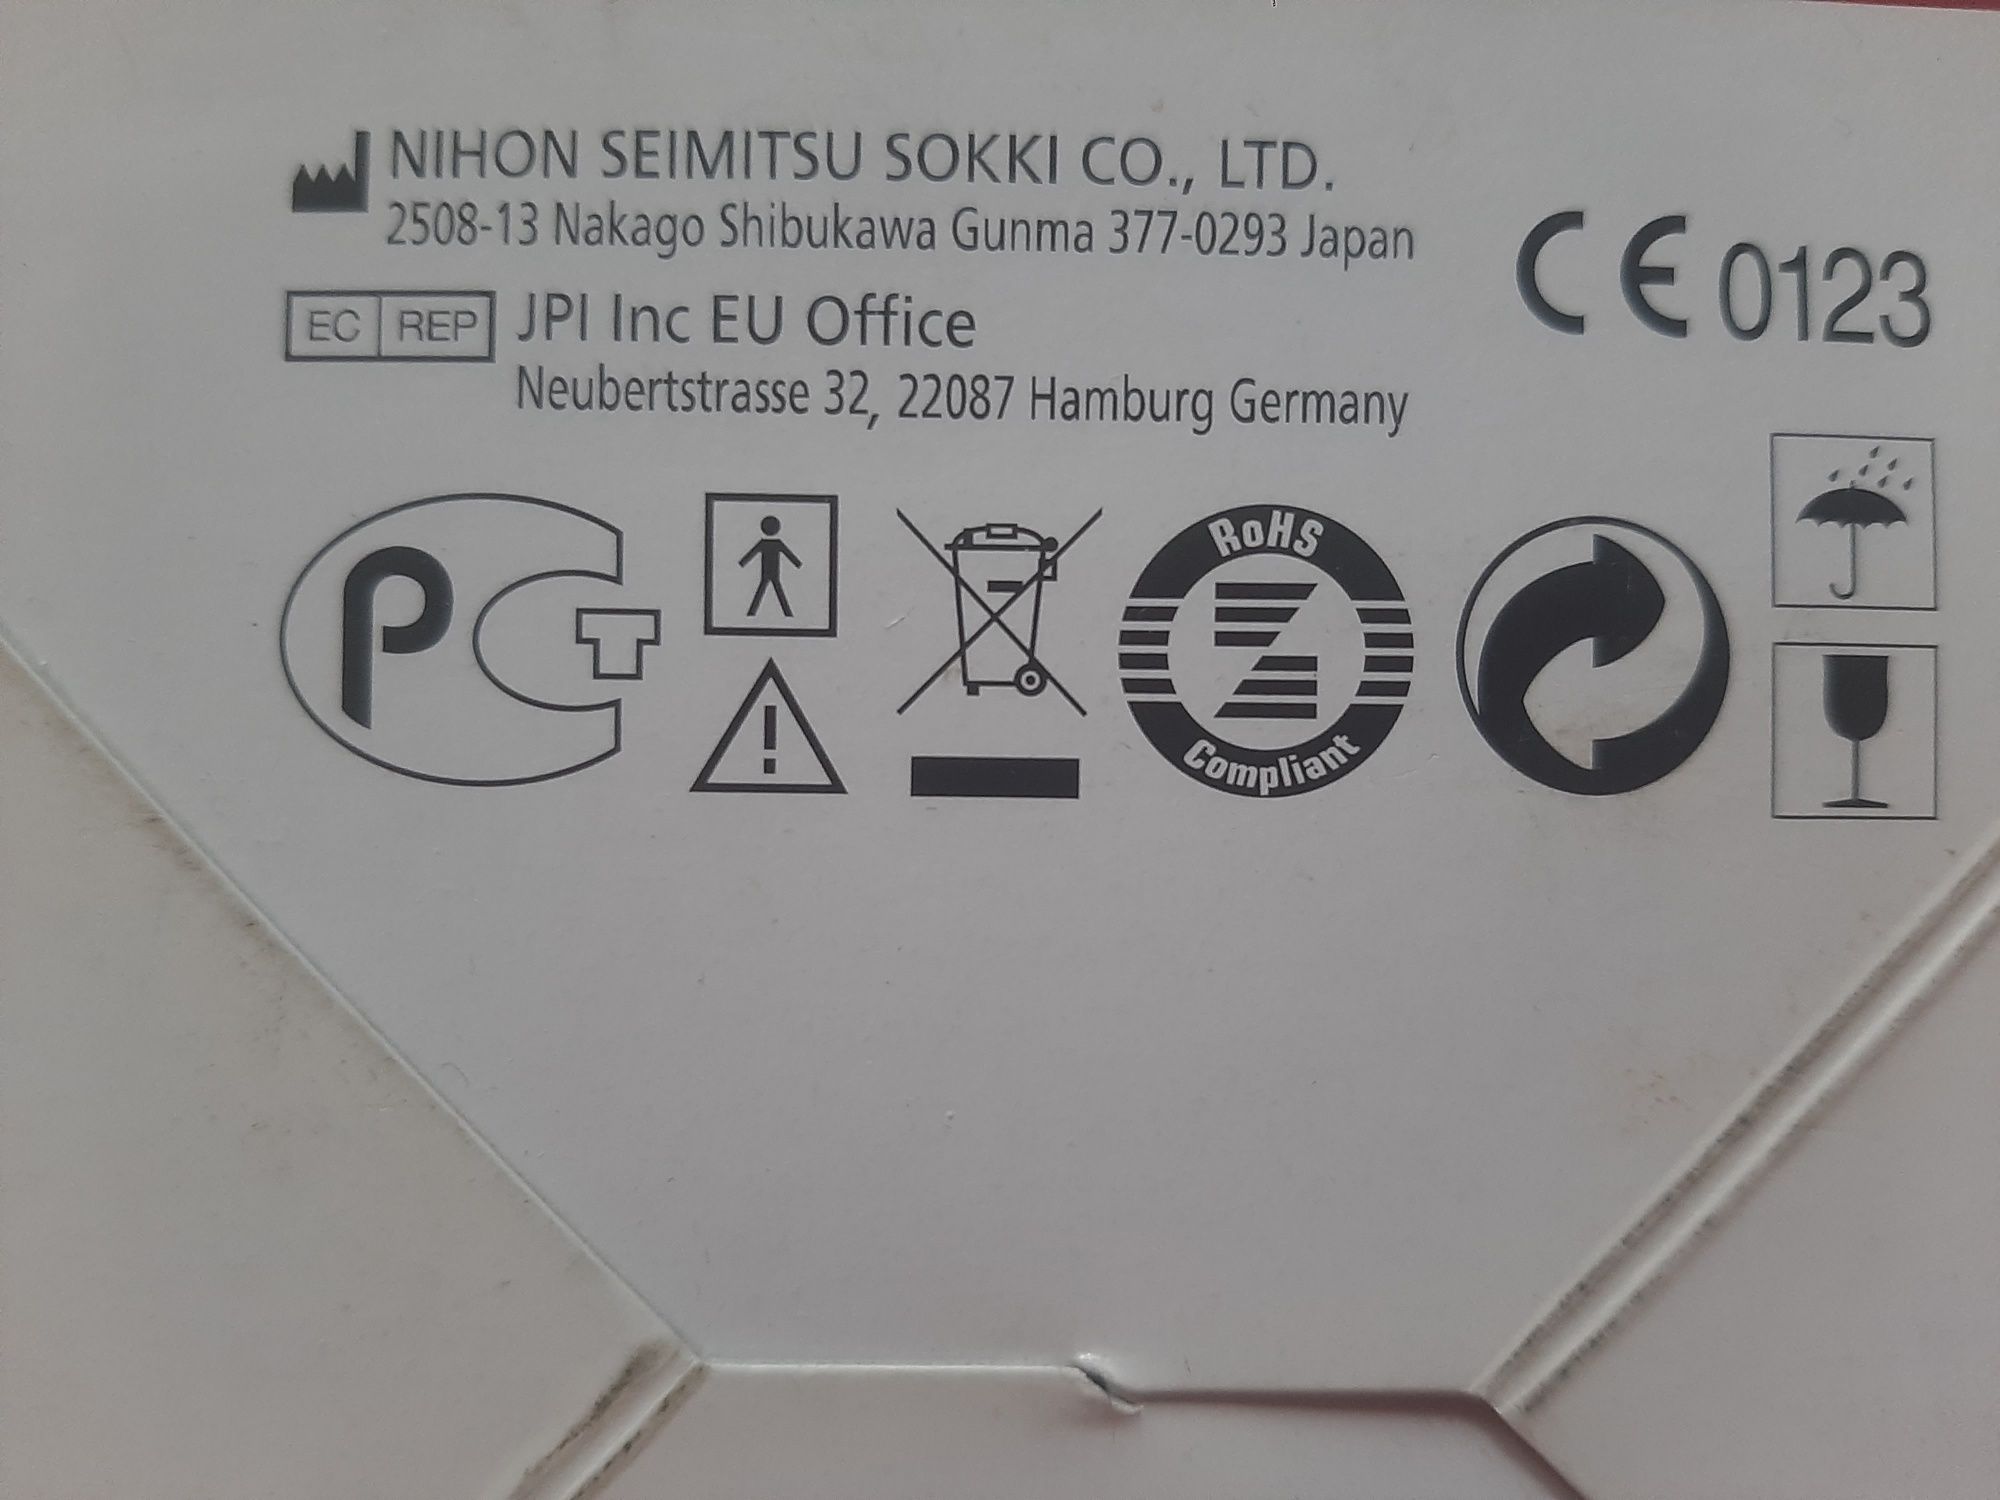 NIHON SEIMITSU SOKKI CO., LTD.
2508-13 Nakago Shibukawa Gunma 377-0293 Japan
CE 0123
EC REP JPI Inc EU Office
Neubertstrasse 32, 22087 Hamburg Germany
РСТ
RoHS
Compliant